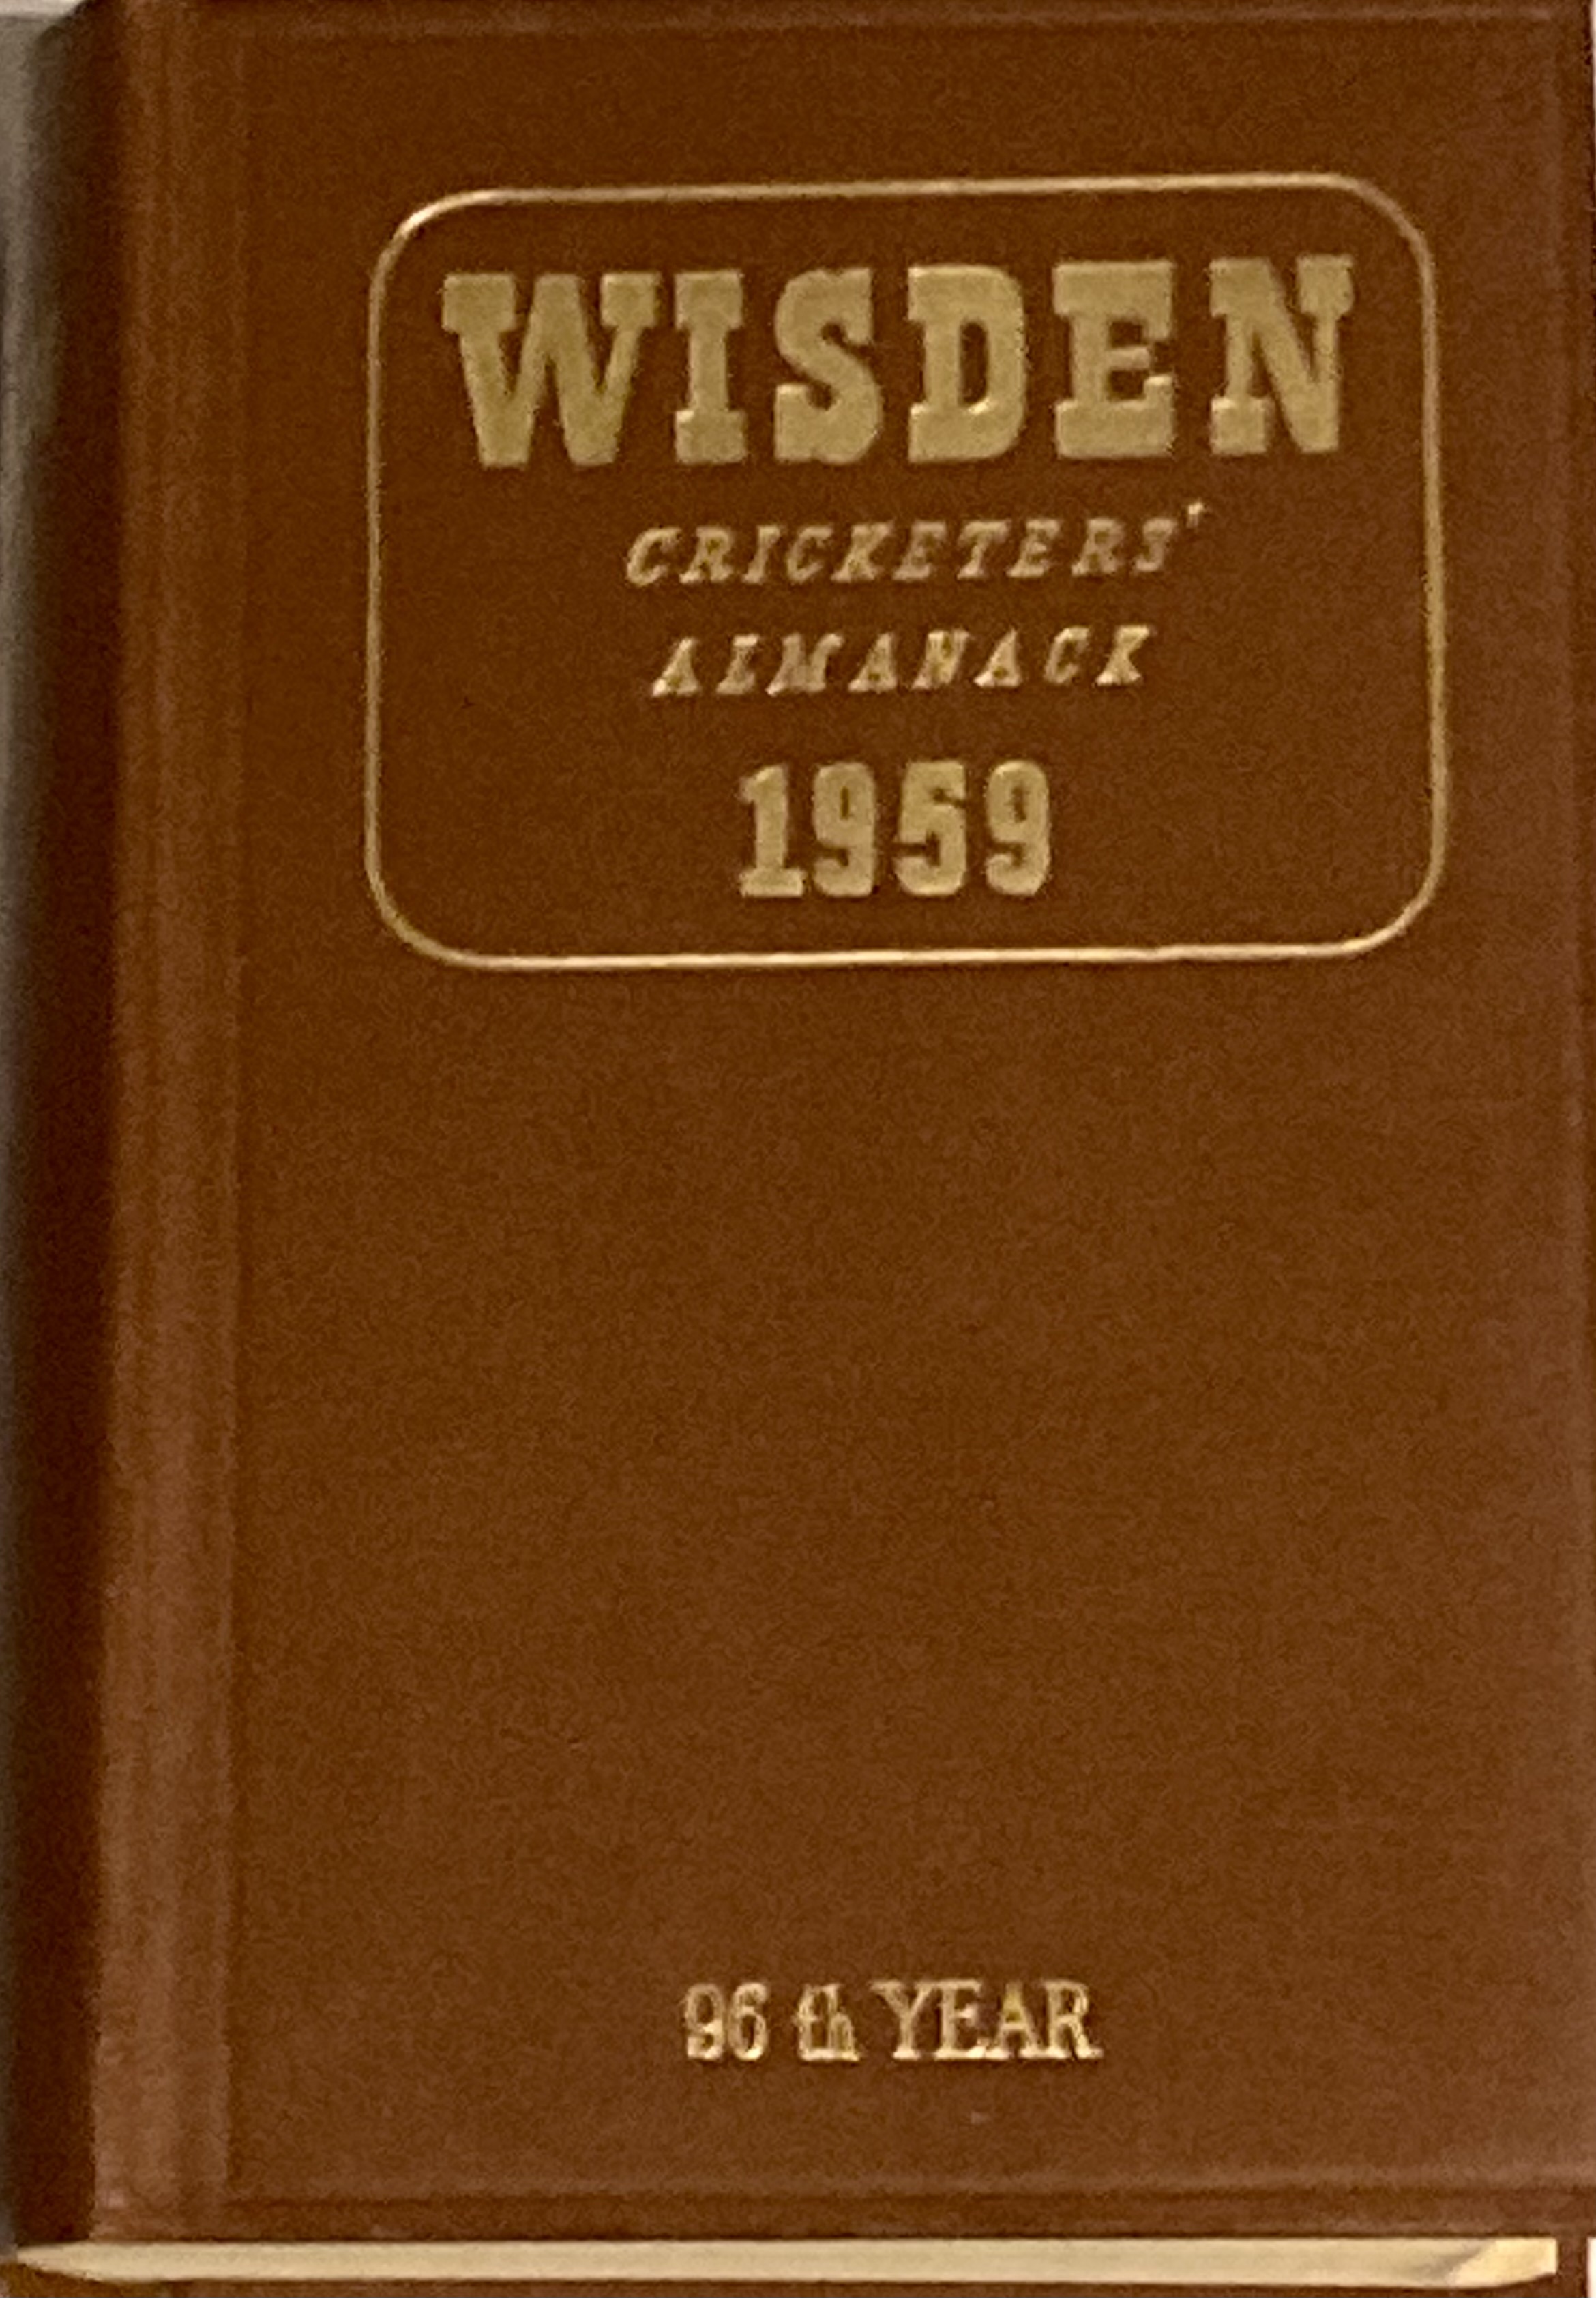 WISDEN
CRICKETERS'
ALMANACK
1959
96 th YEAR